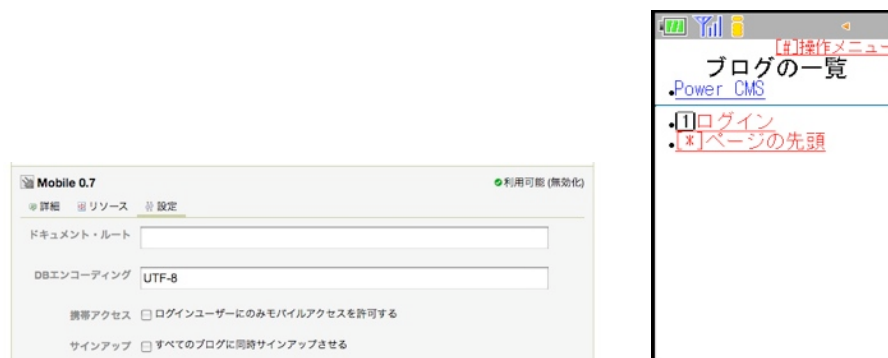 Mobile 0.7
利用可能 (無効化)
詳細 リソース 設定
ドキュメント・ルート
DBエンコーディング UTF-8
携帯アクセス ログインユーザーにのみモバイルアクセスを許可する
サインアップ すべてのブログに同時サインアップさせる
[#]操作メニュー
ブログの一覧
Power CMS
1ログイン
[*]ページの先頭